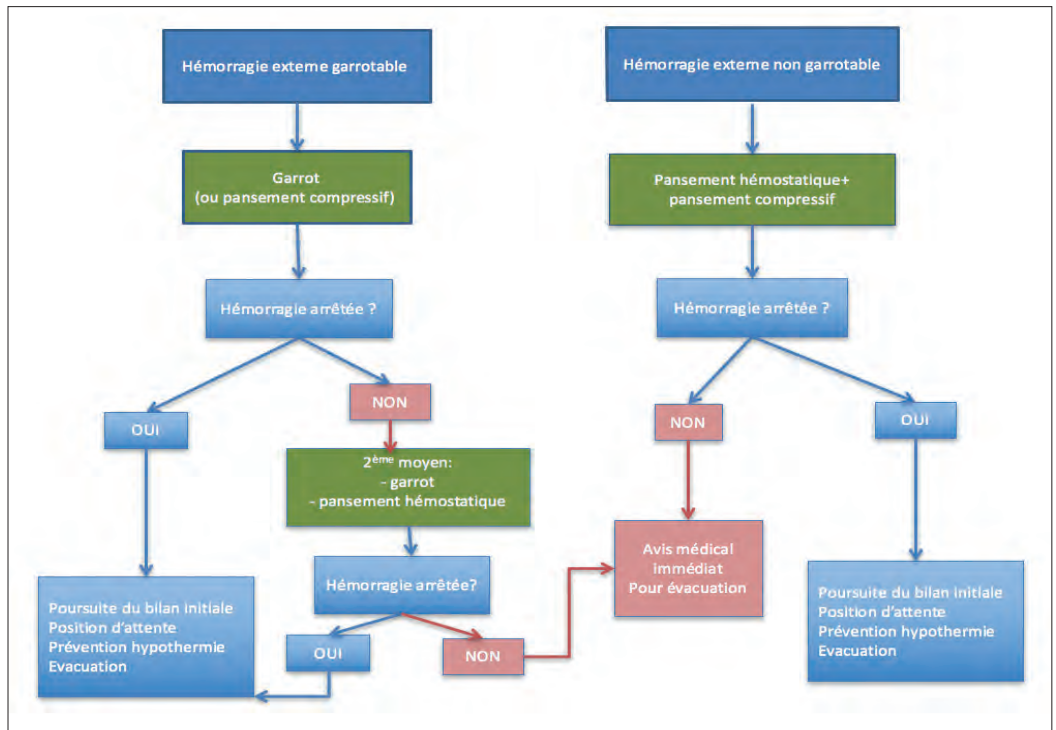 Hémorragie externe garrotable
Garrot
(ou pansement compressif)
Hémorragie arrêtée ?
OUI
NON
2ème moyen:
- garrot
- pansement hémostatique
Hémorragie arrêtée?
OUI
NON
Poursuite du bilan initiale
Position d'attente
Prévention hypothermie
Evacuation
Hémorragie externe non garrotable
Pansement hémostatique+
pansement compressif
Hémorragie arrêtée ?
NON
OUI
Avis médical
immédiat
Pour évacuation
Poursuite du bilan initiale
Position d'attente
Prévention hypothermie
Evacuation